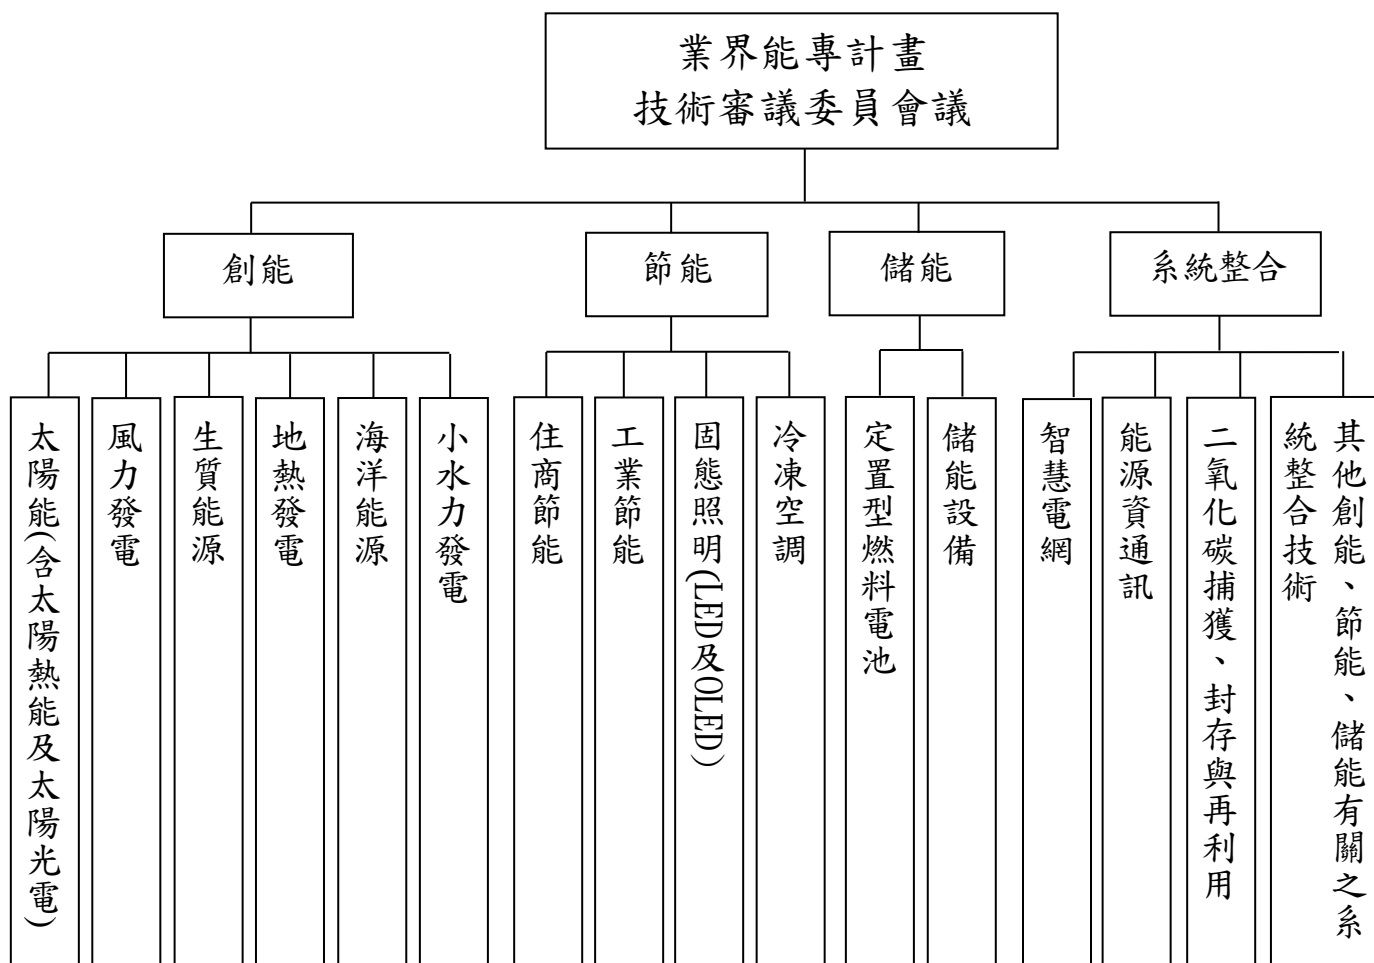 業界能專計畫
技術審議委員會議
創能
節能
儲能
系統整合
太陽能(含太陽熱能及太陽光電)
風力發電
生質能源
地熱發電
海洋能源
小水力發電
住商節能
工業節能
固態照明(LED及OLED)
冷凍空調
定置型燃料電池
儲能設備
智慧電網
能源資通訊
二氧化碳捕獲、封存與再利用
其他創能、節能、儲能有關之系
統整合技術